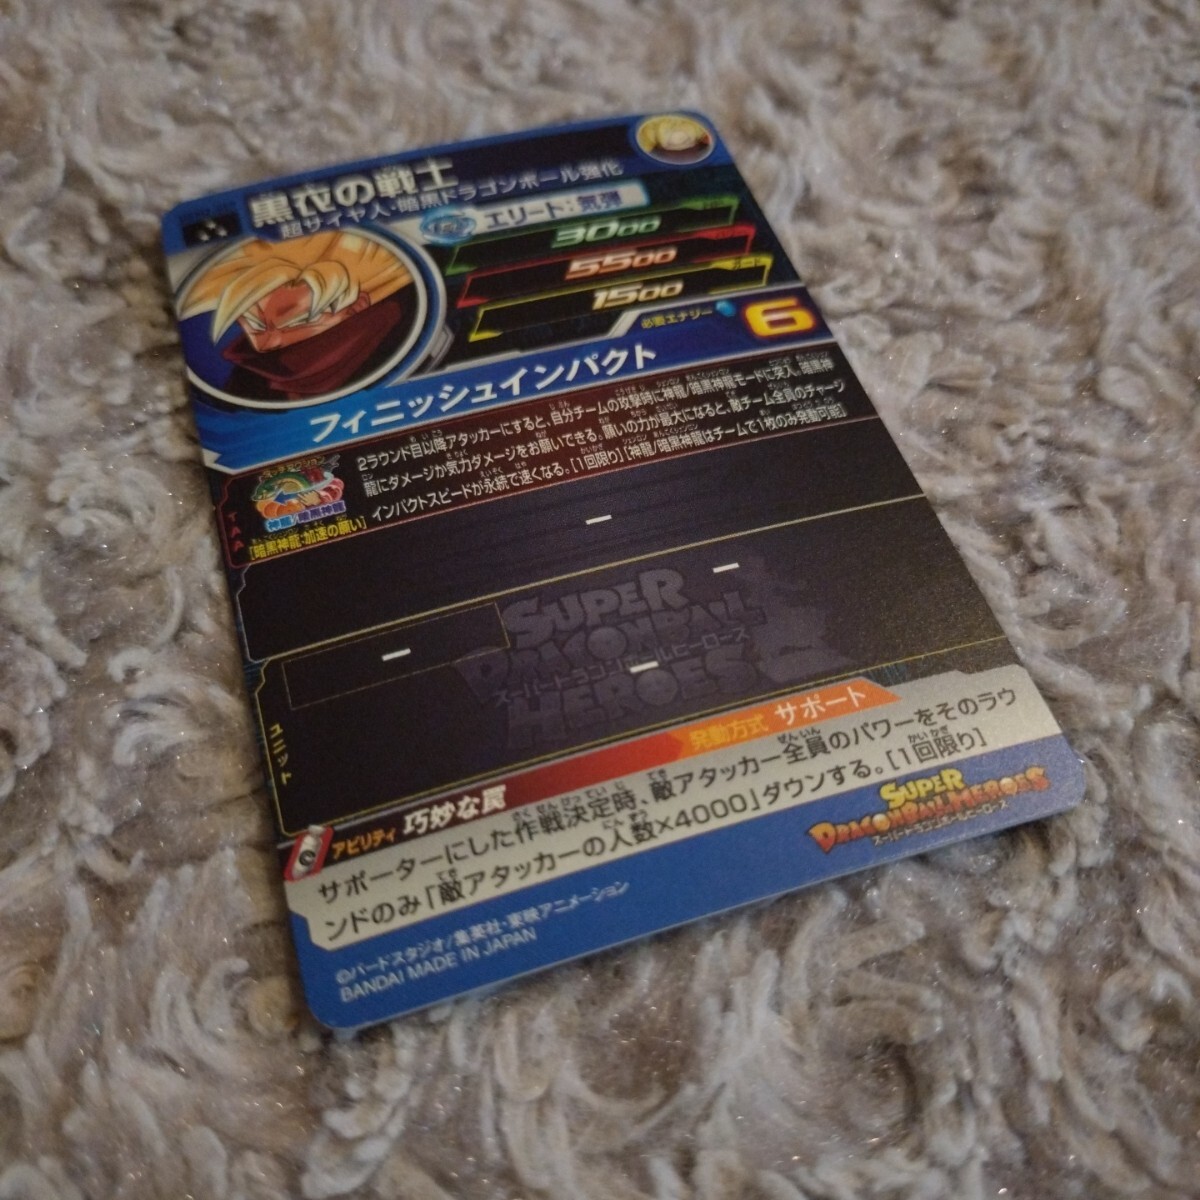 黒衣の戦士
超サイヤ人・暗黒ドラゴンボール強化
エリート:気弾
3000
5500
1500
必要エナジー 6
フィニッシュインパクト
2ラウンド目以降アタッカーにすると、自分チームの攻撃時に神龍/暗黒神龍モードに突入。暗黒神
龍にダメージか気力ダメージをお願いできる。願いの力が最大になると、敵チーム全員のチャージ
インパクトスピードが永続で速くなる。[1回限り][神龍/暗黒神龍はチームで1枚のみ発動可能]
神龍/暗黒神龍
[暗黒神龍:加速の願い]
TAA
SUPER
DRAGONBALL
HEROES
スーパードラゴンボールヒーローズ
ユニット
発動方式 サポート
アビリティ 巧妙な罠
サポーターにした作戦決定時、敵アタッカー全員のパワーをそのラウ
ンドのみ「敵アタッカーの人数×4000」ダウンする。[1回限り]
SUPER
DRAGONBALL HEROES
スーパードラゴンボールヒーローズ
©バードスタジオ/集英社・東映アニメーション
BANDAI MADE IN JAPAN